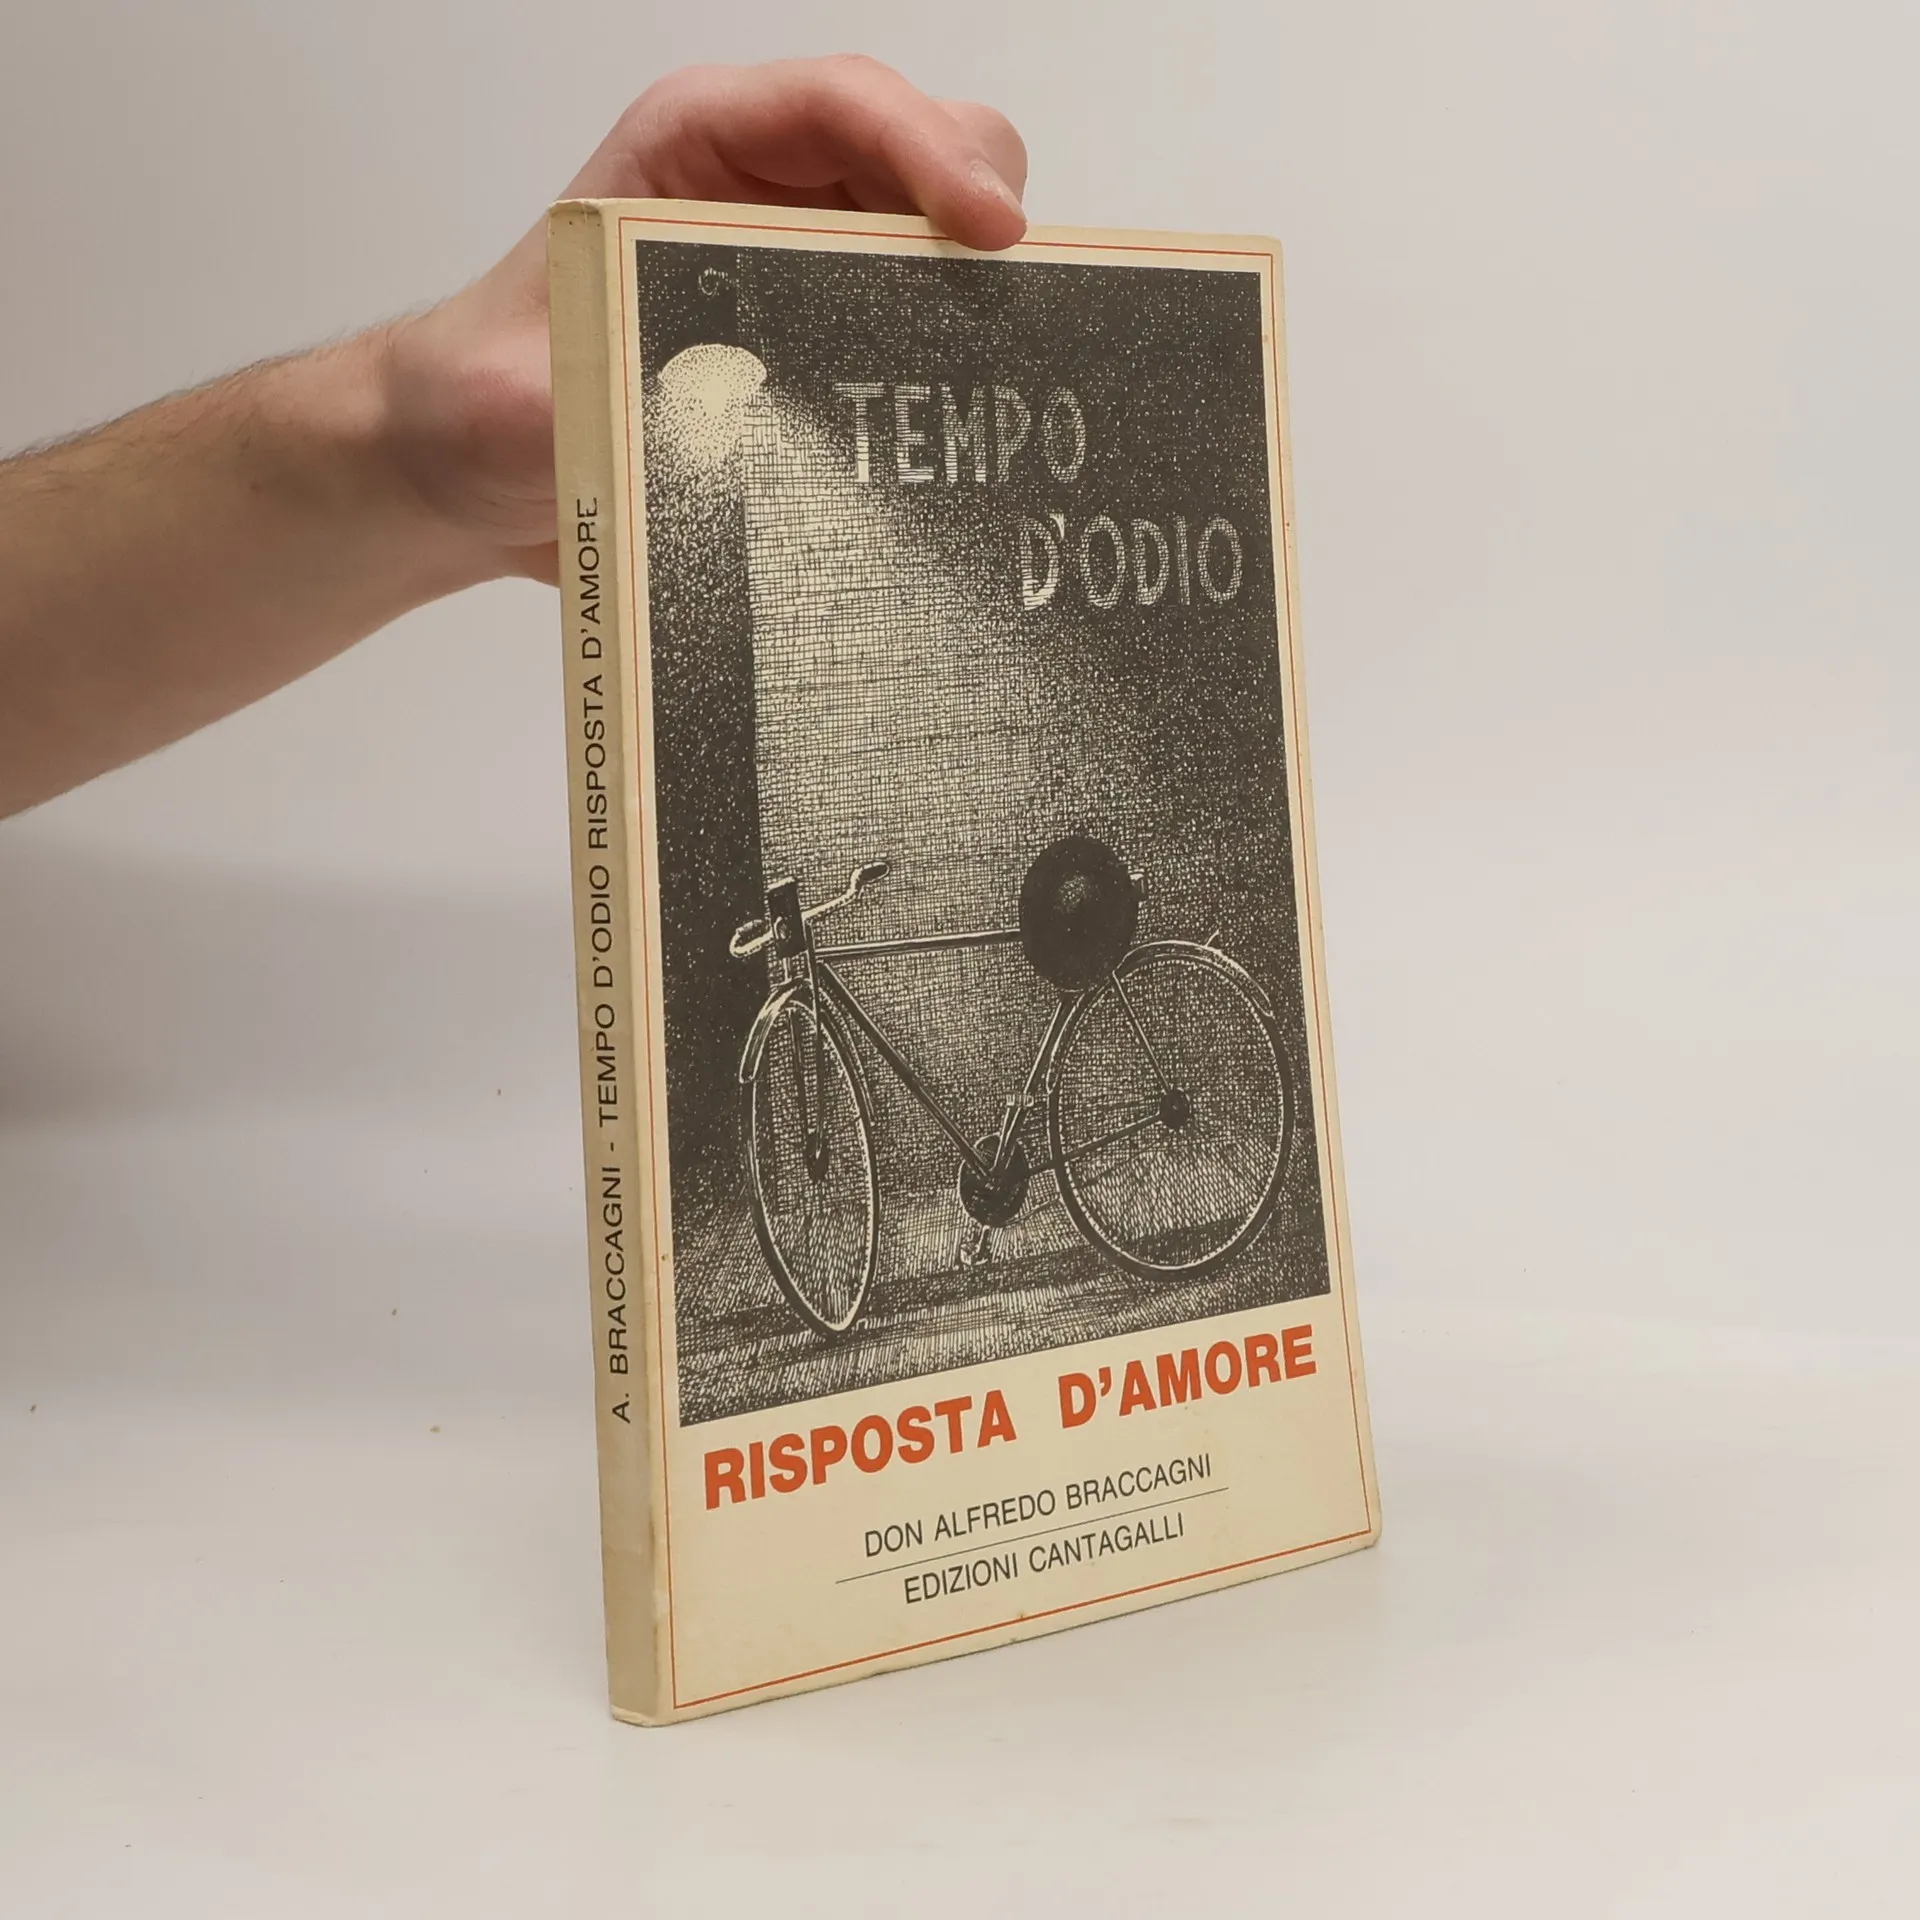 A. BRACCAGNI - TEMPO D'ODIO RISPOSTA D'AMORE
TEMPO
D'ODIO
RISPOSTA D'AMORE
DON ALFREDO BRACCAGNI
EDIZIONI CANTAGALLI